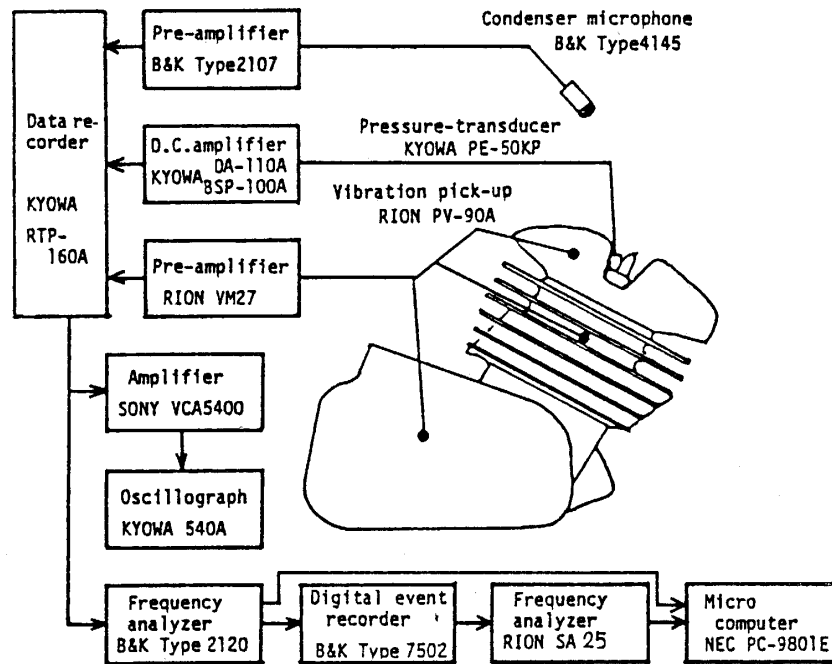 Pre-amplifier
B&K Type2107
Condenser microphone
B&K Type4145
Data re-
corder
KYOWA
RTP-
160A
D.C.amplifier
KYOWA DA-110A
BSP-100A
Pressure-transducer
KYOWA PE-50KP
Vibration pick-up
RION PV-90A
Pre-amplifier
RION VM27
Amplifier
SONY VCA5400
Oscillograph
KYOWA 540A
Frequency
analyzer
B&K Type 2120
Digital event
recorder
B&K Type 7502
Frequency
analyzer
RION SA 25
Micro
computer
NEC PC-9801E